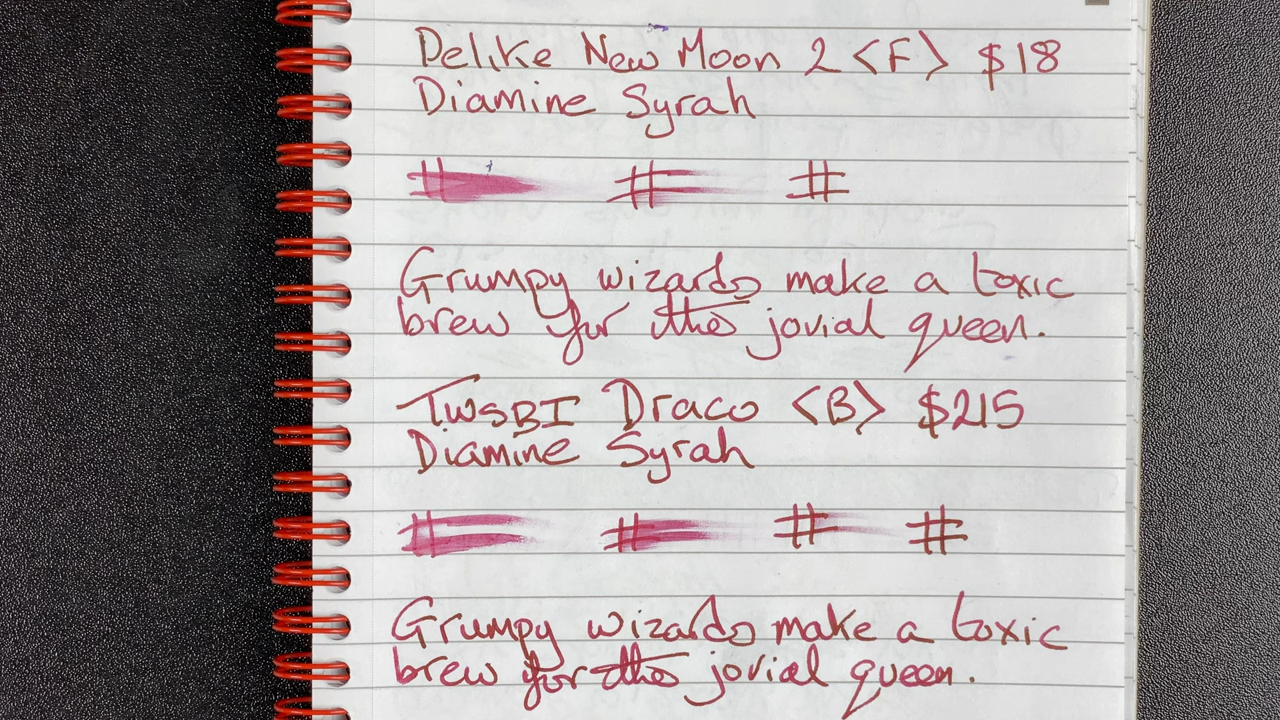 Delike New Moon 2 <F> $18
Diamine Syrah
# # #
Grumpy wizards make a toxic
brew for the jovial queen.
TWSBI Draco <B> $215
Diamine Syrah
# # # #
Grumpy wizards make a toxic
brew for the jovial queen.